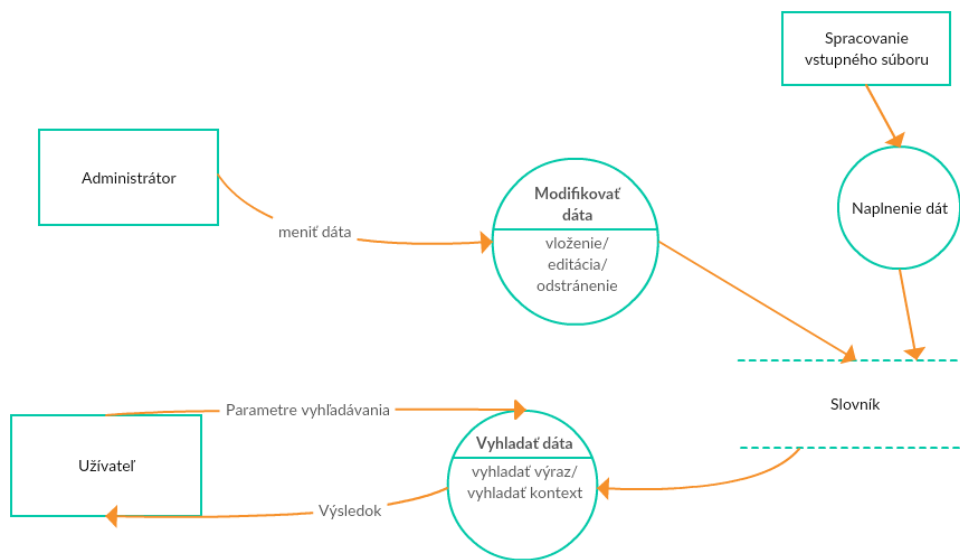 Spracovanie
vstupného súboru
Administrátor
meniť dáta
Modifikovať
dáta
vloženie/
editácia/
odstránenie
Naplnenie dát
Slovník
Parametre vyhľadávania
Užívateľ
Vyhladať dáta
vyhladať výraz/
vyhladať kontext
Výsledok